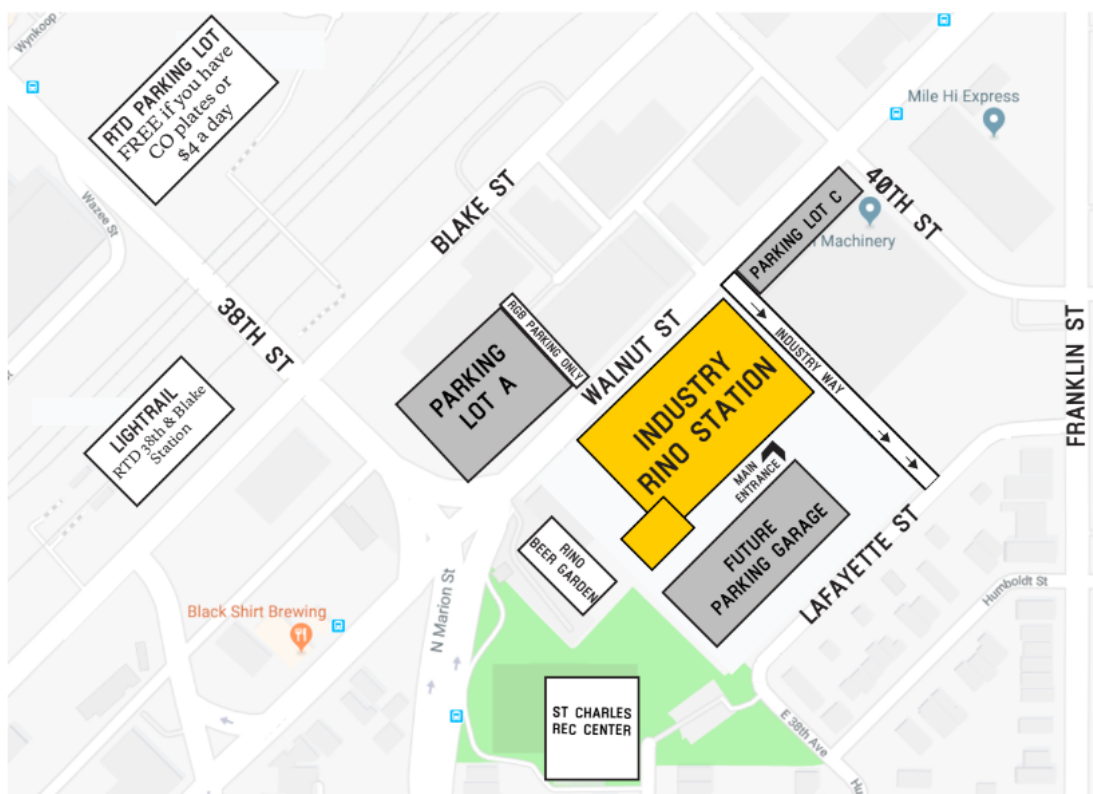 Wynkoop
RTD PARKING LOT
FREE if you have
CO plates or
$4 a day
Wazee St
38TH ST
BLAKE ST
Mile Hi Express
40TH ST
PARKING LOT C
Machinery
RGB PARKING ONLY
PARKING
LOT A
WALNUT ST
INDUSTRY WAY
FRANKLIN ST
INDUSTRY
RINO STATION
LIGHTRAIL
RTD 38th & Blake
Station
MAIN
ENTRANCE
FUTURE
PARKING GARAGE
RINO
BEER GARDEN
LAFAYETTE ST
Humboldt St
N Marion St
Black Shirt Brewing
ST CHARLES
REC CENTER
E 38th Ave
Hu